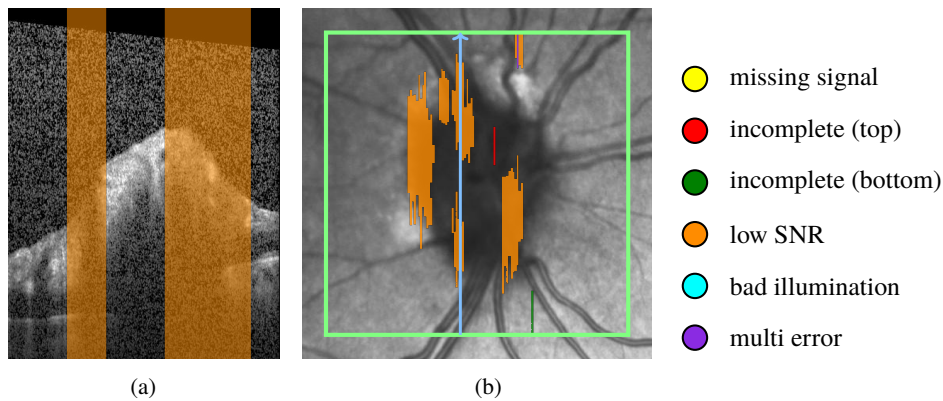 missing signal
incomplete (top)
incomplete (bottom)
low SNR
bad illumination
multi error
(a)
(b)